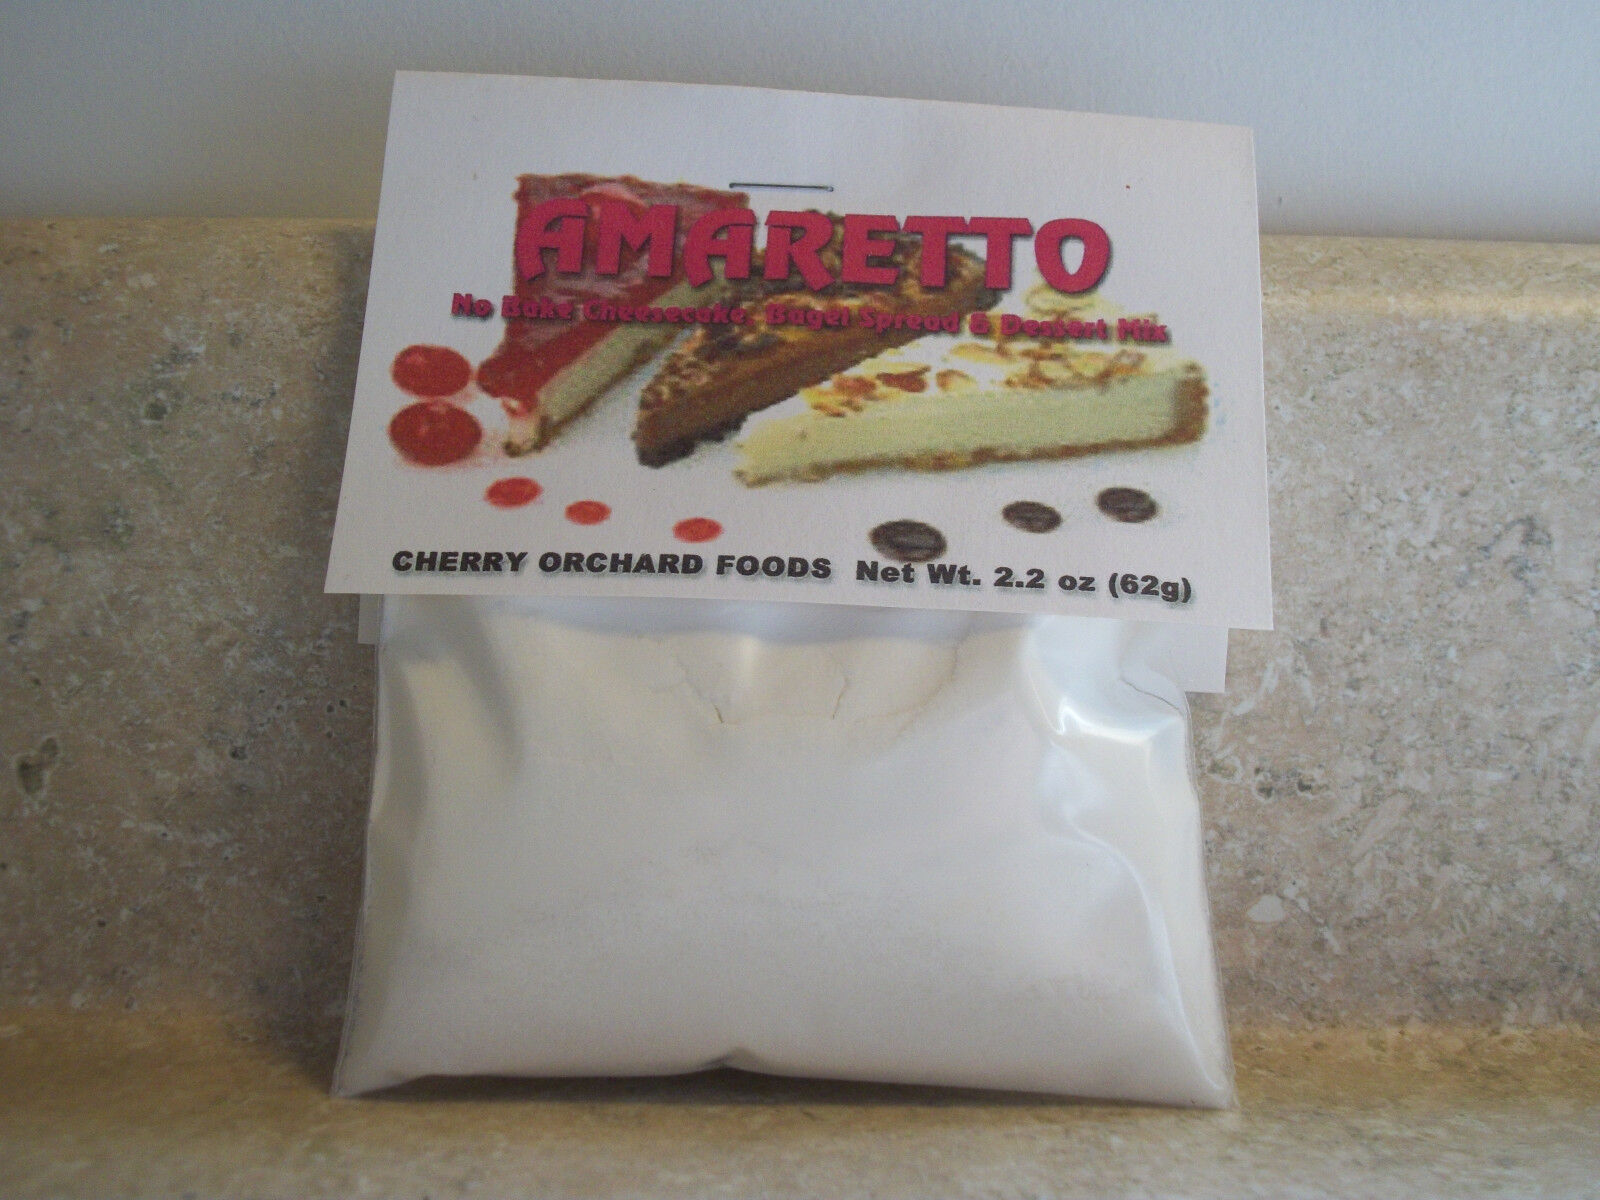 AMARETTO
No Bake Cheesecake, Bagel Spread & Dessert Mix
CHERRY ORCHARD FOODS Net Wt. 2.2 oz (62g)